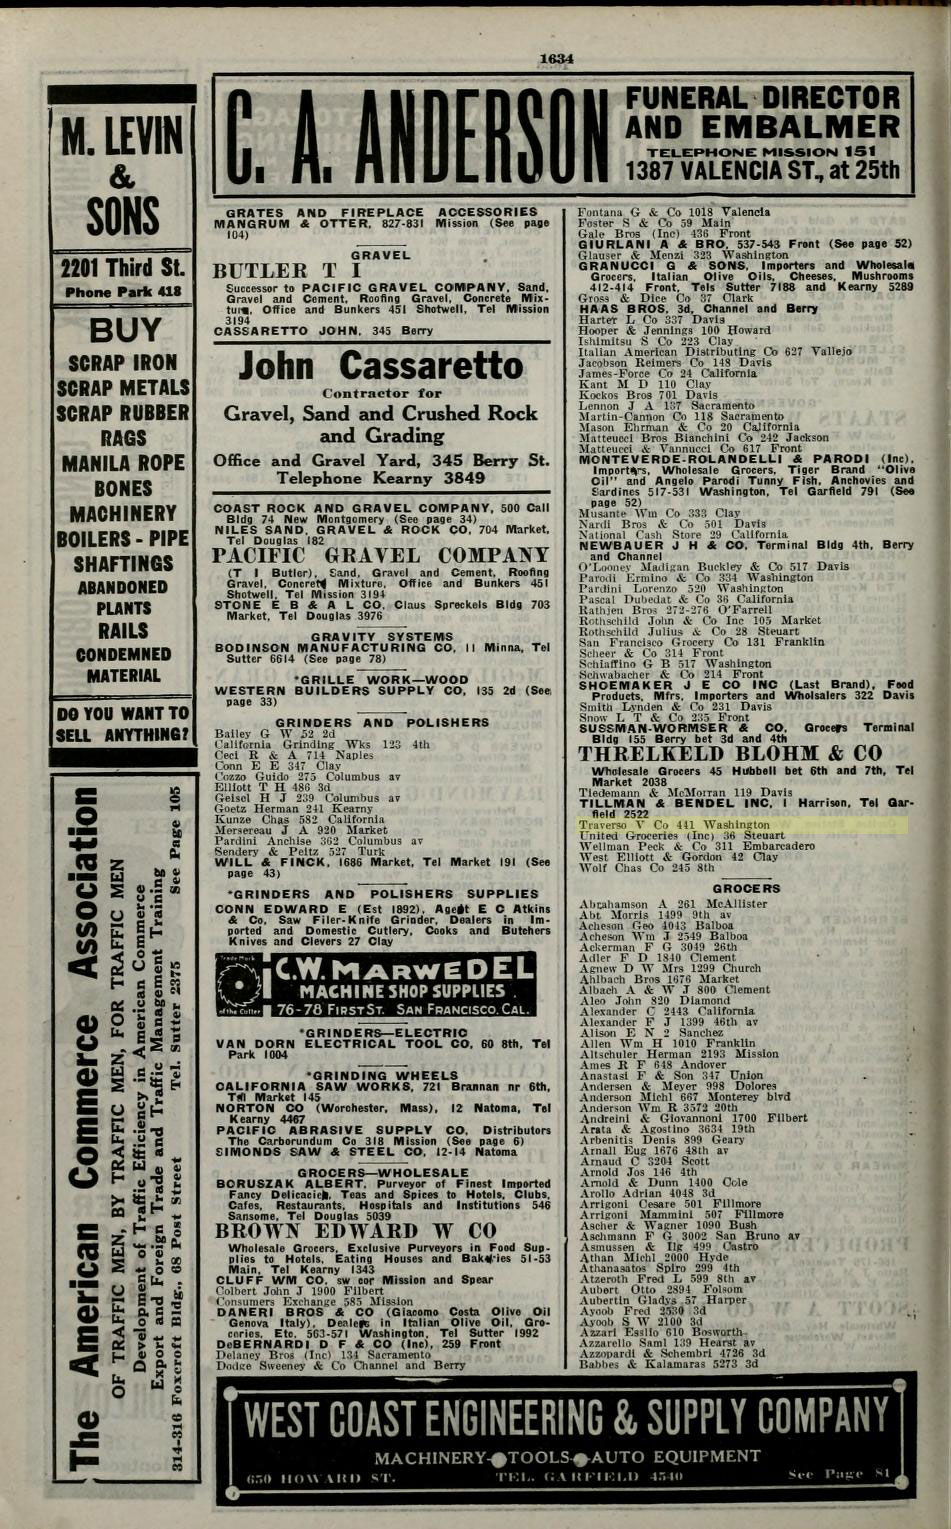 1634
M. LEVIN
&
SONS
2201 Third St.
Phone Park 418
BUY
SCRAP IRON
SCRAP METALS
SCRAP RUBBER
RAGS
MANILA ROPE
BONES
MACHINERY
BOILERS - PIPE
SHAFTINGS
ABANDONED
PLANTS
RAILS
CONDEMNED
MATERIAL
DO YOU WANT TO
SELL ANYTHING?
The American Commerce Association
OF TRAFFIC MEN, BY TRAFFIC MEN, FOR TRAFFIC MEN
Development of Traffic Efficiency in American Commerce
Export and Foreign Trade and Traffic Management Training
314-316 Foxcroft Bldg., 68 Post Street Tel. Sutter 2375 See Page 105
C. A. ANDERSON
FUNERAL DIRECTOR
AND EMBALMER
TELEPHONE MISSION 151
1387 VALENCIA ST., at 25th
GRATES AND FIREPLACE ACCESSORIES
MANGRUM & OTTER, 827-831 Mission (See page
104)
GRAVEL
BUTLER T I
Successor to PACIFIC GRAVEL COMPANY, Sand,
Gravel and Cement, Roofing Gravel, Concrete Mix-
ture, Office and Bunkers 451 Shotwell, Tel Mission
3194
CASSARETTO JOHN, 345 Berry
John Cassaretto
Contractor for
Gravel, Sand and Crushed Rock
and Grading
Office and Gravel Yard, 345 Berry St.
Telephone Kearny 3849
COAST ROCK AND GRAVEL COMPANY, 500 Call
Bldg 74 New Montgomery (See page 34)
NILES SAND, GRAVEL & ROCK CO, 704 Market,
Tel Douglas 182
PACIFIC GRAVEL COMPANY
(T I Butler), Sand, Gravel and Cement, Roofing
Gravel, Concrete Mixture, Office and Bunkers 451
Shotwell, Tel Mission 3194
STONE E B & A L CO, Claus Spreckels Bldg 703
Market, Tel Douglas 3976
GRAVITY SYSTEMS
BODINSON MANUFACTURING CO, 11 Minna, Tel
Sutter 6614 (See page 78)
*GRILLE WORK—WOOD
WESTERN BUILDERS SUPPLY CO, 135 2d (See
page 33)
GRINDERS AND POLISHERS
Bailey G W 52 2d
California Grinding Wks 123 4th
Ceci R & A 714 Naples
Conn E E 347 Clay
Cozzo Guido 275 Columbus av
Elliott T H 486 3d
Geisel H J 239 Columbus av
Goetz Herman 241 Kearny
Kunze Chas 582 California
Mersereau J A 920 Market
Pardini Anchise 362 Columbus av
Sendery & Peltz 527 Turk
WILL & FINCK, 1686 Market, Tel Market 191 (See
page 43)
*GRINDERS AND POLISHERS SUPPLIES
CONN EDWARD E (Est 1892), Agent E C Atkins
& Co, Saw Filer-Knife Grinder, Dealers in Im-
ported and Domestic Cutlery, Cooks and Butchers
Knives and Clevers 27 Clay
Trade Mark
of the Cutter
C.W. MARWEDEL
MACHINE SHOP SUPPLIES
76-78 FIRST ST. SAN FRANCISCO. CAL.
*GRINDERS—ELECTRIC
VAN DORN ELECTRICAL TOOL CO, 60 8th, Tel
Park 1004
*GRINDING WHEELS
CALIFORNIA SAW WORKS, 721 Brannan nr 6th,
Tel Market 145
NORTON CO (Worchester, Mass), 12 Natoma, Tel
Kearny 4467
PACIFIC ABRASIVE SUPPLY CO, Distributors
The Carborundum Co 318 Mission (See page 6)
SIMONDS SAW & STEEL CO, 12-14 Natoma
GROCERS—WHOLESALE
BORUSZAK ALBERT, Purveyor of Finest Imported
Fancy Delicacies, Teas and Spices to Hotels, Clubs,
Cafes, Restaurants, Hospitals and Institutions 546
Sansome, Tel Douglas 5039
BROWN EDWARD W CO
Wholesale Grocers, Exclusive Purveyors in Food Sup-
plies to Hotels, Eating Houses and Bakeries 51-53
Main, Tel Kearny 1343
CLUFF WM CO, sw cor Mission and Spear
Colbert John J 1900 Filbert
Consumers Exchange 585 Mission
DANERI BROS & CO (Giacomo Costa Olive Oil
Genova Italy), Dealers in Italian Olive Oil, Gro-
ceries, Etc. 563-571 Washington, Tel Sutter 1992
DeBERNARDI D F & CO (Inc), 259 Front
Delaney Bros (Inc) 134 Sacramento
Dodge Sweeney & Co Channel and Berry
Fontana G & Co 1018 Valencia
Foster S & Co 59 Main
Gale Bros (Inc) 436 Front
GIURLANI A & BRO, 537-543 Front (See page 52)
Glauser & Menzi 323 Washington
GRANUCCI G & SONS, Importers and Wholesale
Grocers, Italian Olive Oils, Cheeses, Mushrooms
412-414 Front, Tels Sutter 7188 and Kearny 5289
Gross & Dice Co 37 Clark
HAAS BROS, 3d, Channel and Berry
Harter L Co 337 Davis
Hooper & Jennings 100 Howard
Ishimitsu S Co 223 Clay
Italian American Distributing Co 627 Vallejo
Jacobson Reimers Co 148 Davis
James-Force Co 24 California
Kant M D 110 Clay
Kockos Bros 701 Davis
Lennon J A 137 Sacramento
Martin-Cannon Co 118 Sacramento
Mason Ehrman & Co 20 California
Matteucci Bros Bianchini Co 242 Jackson
Matteucci & Vannucci Co 617 Front
MONTEVERDE-ROLANDELLI & PARODI (Inc),
Importers, Wholesale Grocers, Tiger Brand "Olive
Oil" and Angelo Parodi Tunny Fish, Anchovies and
Sardines 517-531 Washington, Tel Garfield 791 (See
page 52)
Musante Wm Co 333 Clay
Nardi Bros & Co 501 Davis
National Cash Store 29 California
NEWBAUER J H & CO, Terminal Bldg 4th, Berry
and Channel
O'Looney Madigan Buckley & Co 517 Davis
Parodi Ermino & Co 334 Washington
Pardini Lorenzo 520 Washington
Pascal Dubedat & Co 36 California
Rathjen Bros 272-276 O'Farrell
Rothschild John & Co Inc 105 Market
Rothschild Julius & Co 28 Steuart
San Francisco Grocery Co 131 Franklin
Scheer & Co 314 Front
Schiaffino G B 517 Washington
Schwabacher & Co 214 Front
SHOEMAKER J E CO INC (Last Brand), Food
Products, Mfrs, Importers and Wholsalers 322 Davis
Smith Lynden & Co 231 Davis
Snow L T & Co 235 Front
SUSSMAN-WORMSER & CO, Grocers Terminal
Bldg 155 Berry bet 3d and 4th
THRELKELD BLOHM & CO
Wholesale Grocers 45 Hubbell bet 6th and 7th, Tel
Market 2038
Tiedemann & McMorran 119 Davis
TILLMAN & BENDEL INC, 1 Harrison, Tel Gar-
field 2522
Traverso V Co 441 Washington
United Groceries (Inc) 36 Steuart
Wellman Peck & Co 311 Embarcadero
West Elliott & Gordon 42 Clay
Wolf Chas Co 245 8th
GROCERS
Abrahamson A 261 McAllister
Abt Morris 1499 9th av
Acheson Geo 4043 Balboa
Acheson Wm J 2549 Balboa
Ackerman F G 3049 26th
Adler F D 1840 Clement
Agnew D W Mrs 1299 Church
Ahlbach Bros 1676 Market
Albach A & W J 800 Clement
Aleo John 820 Diamond
Alexander C 2443 California
Alexander F J 1399 46th av
Alison E N 2 Sanchez
Allen Wm H 1010 Franklin
Altschuler Herman 2193 Mission
Ames R F 648 Andover
Anastasi F & Son 347 Union
Andersen & Meyer 998 Dolores
Anderson Michl 667 Monterey blvd
Anderson Wm R 3572 20th
Andreini & Giovannoni 1700 Filbert
Arata & Agostino 3634 19th
Arbenitis Denis 899 Geary
Arnall Eug 1676 48th av
Arnaud C 3204 Scott
Arnold Jos 146 4th
Arnold & Dunn 1400 Cole
Arollo Adrian 4048 3d
Arrigoni Cesare 501 Fillmore
Arrigoni Mammini 507 Fillmore
Ascher & Wagner 1090 Bush
Aschmann F G 3002 San Bruno av
Asmussen & Ilg 499 Castro
Athan Michl 2000 Hyde
Athanasatos Spiro 299 4th
Atzeroth Fred L 599 8th av
Aubert Otto 2894 Folsom
Aubertin Gladys 57 Harper
Ayoob Fred 2530 3d
Ayoob S W 2100 3d
Azzari Essilo 610 Bosworth
Azzarello Saml 139 Hearst av
Azzopardi & Schembri 4726 3d
Babbes & Kalamaras 5273 3d
WEST COAST ENGINEERING & SUPPLY COMPANY
MACHINERY-TOOLS-AUTO EQUIPMENT
650 HOWARD ST. TEL. GARFIELD 4540 See Page 81